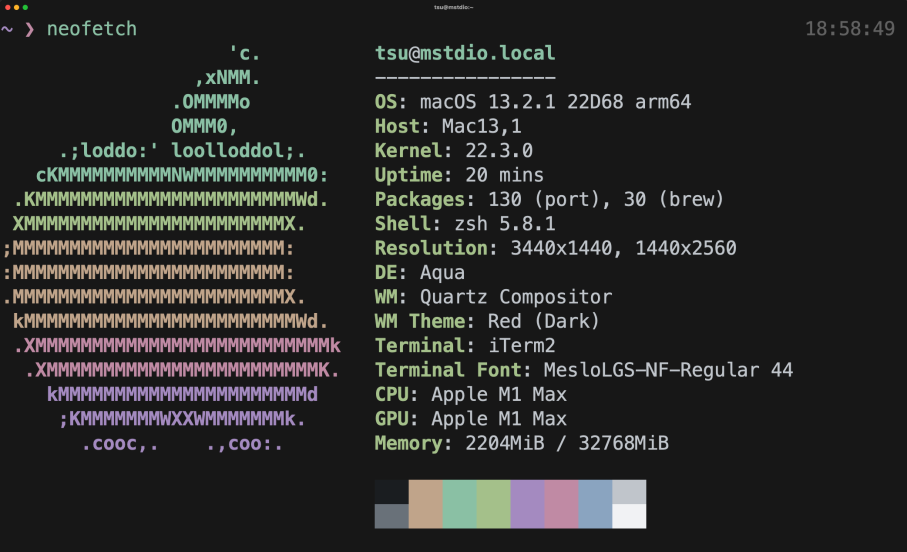 tsu@mstdio:~
~ ❯ neofetch 18:58:49
'c. tsu@mstdio.local
,xNMM. ----------------
.OMMMMo OS: macOS 13.2.1 22D68 arm64
OMMM0, Host: Mac13,1
.;loddo:' loolloddol;. Kernel: 22.3.0
cKMMMMMMMMMMNWMMMMMMMMMM0: Uptime: 20 mins
.KMMMMMMMMMMMMMMMMMMMMMMMWd. Packages: 130 (port), 30 (brew)
XMMMMMMMMMMMMMMMMMMMMMMMX. Shell: zsh 5.8.1
;MMMMMMMMMMMMMMMMMMMMMMMM: Resolution: 3440x1440, 1440x2560
:MMMMMMMMMMMMMMMMMMMMMMMM: DE: Aqua
.MMMMMMMMMMMMMMMMMMMMMMMMX. WM: Quartz Compositor
kMMMMMMMMMMMMMMMMMMMMMMMMWd. WM Theme: Red (Dark)
.XMMMMMMMMMMMMMMMMMMMMMMMMMMk Terminal: iTerm2
.XMMMMMMMMMMMMMMMMMMMMMMMMK. Terminal Font: MesloLGS-NF-Regular 44
kMMMMMMMMMMMMMMMMMMMMMMd CPU: Apple M1 Max
;KMMMMMMMWXXWMMMMMMMk. GPU: Apple M1 Max
.cooc,. .,coo:. Memory: 2204MiB / 32768MiB